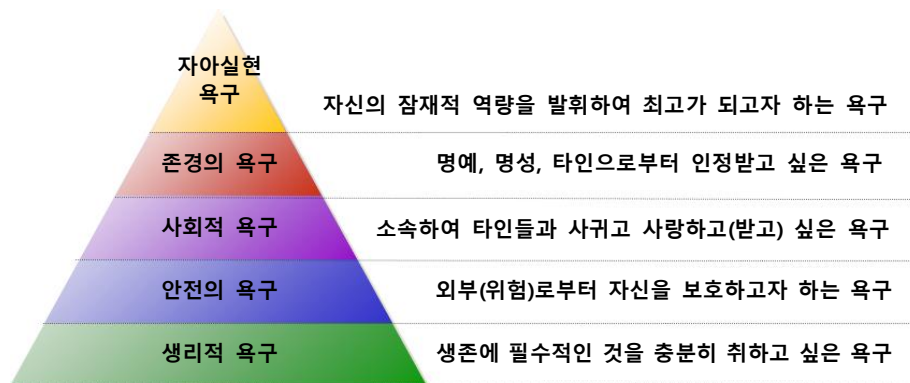 자아실현
욕구
자신의 잠재적 역량을 발휘하여 최고가 되고자 하는 욕구
존경의 욕구
명예, 명성, 타인으로부터 인정받고 싶은 욕구
사회적 욕구
소속하여 타인들과 사귀고 사랑하고(받고) 싶은 욕구
안전의 욕구
외부(위험)로부터 자신을 보호하고자 하는 욕구
생리적 욕구
생존에 필수적인 것을 충분히 취하고 싶은 욕구